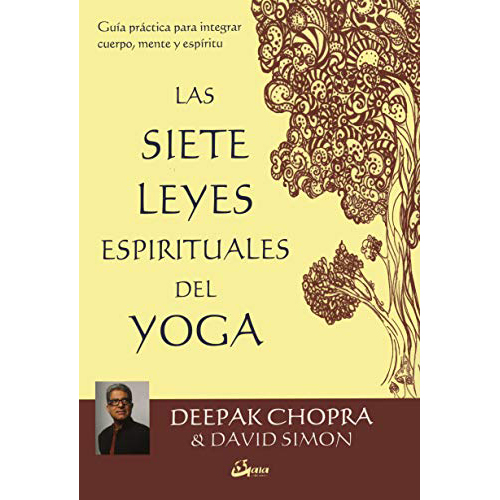 Guía práctica para integrar
cuerpo, mente y espíritu
LAS
SIETE
LEYES
ESPIRITUALES
DEL
YOGA
DEEPAK CHOPRA
& DAVID SIMON
Gaia